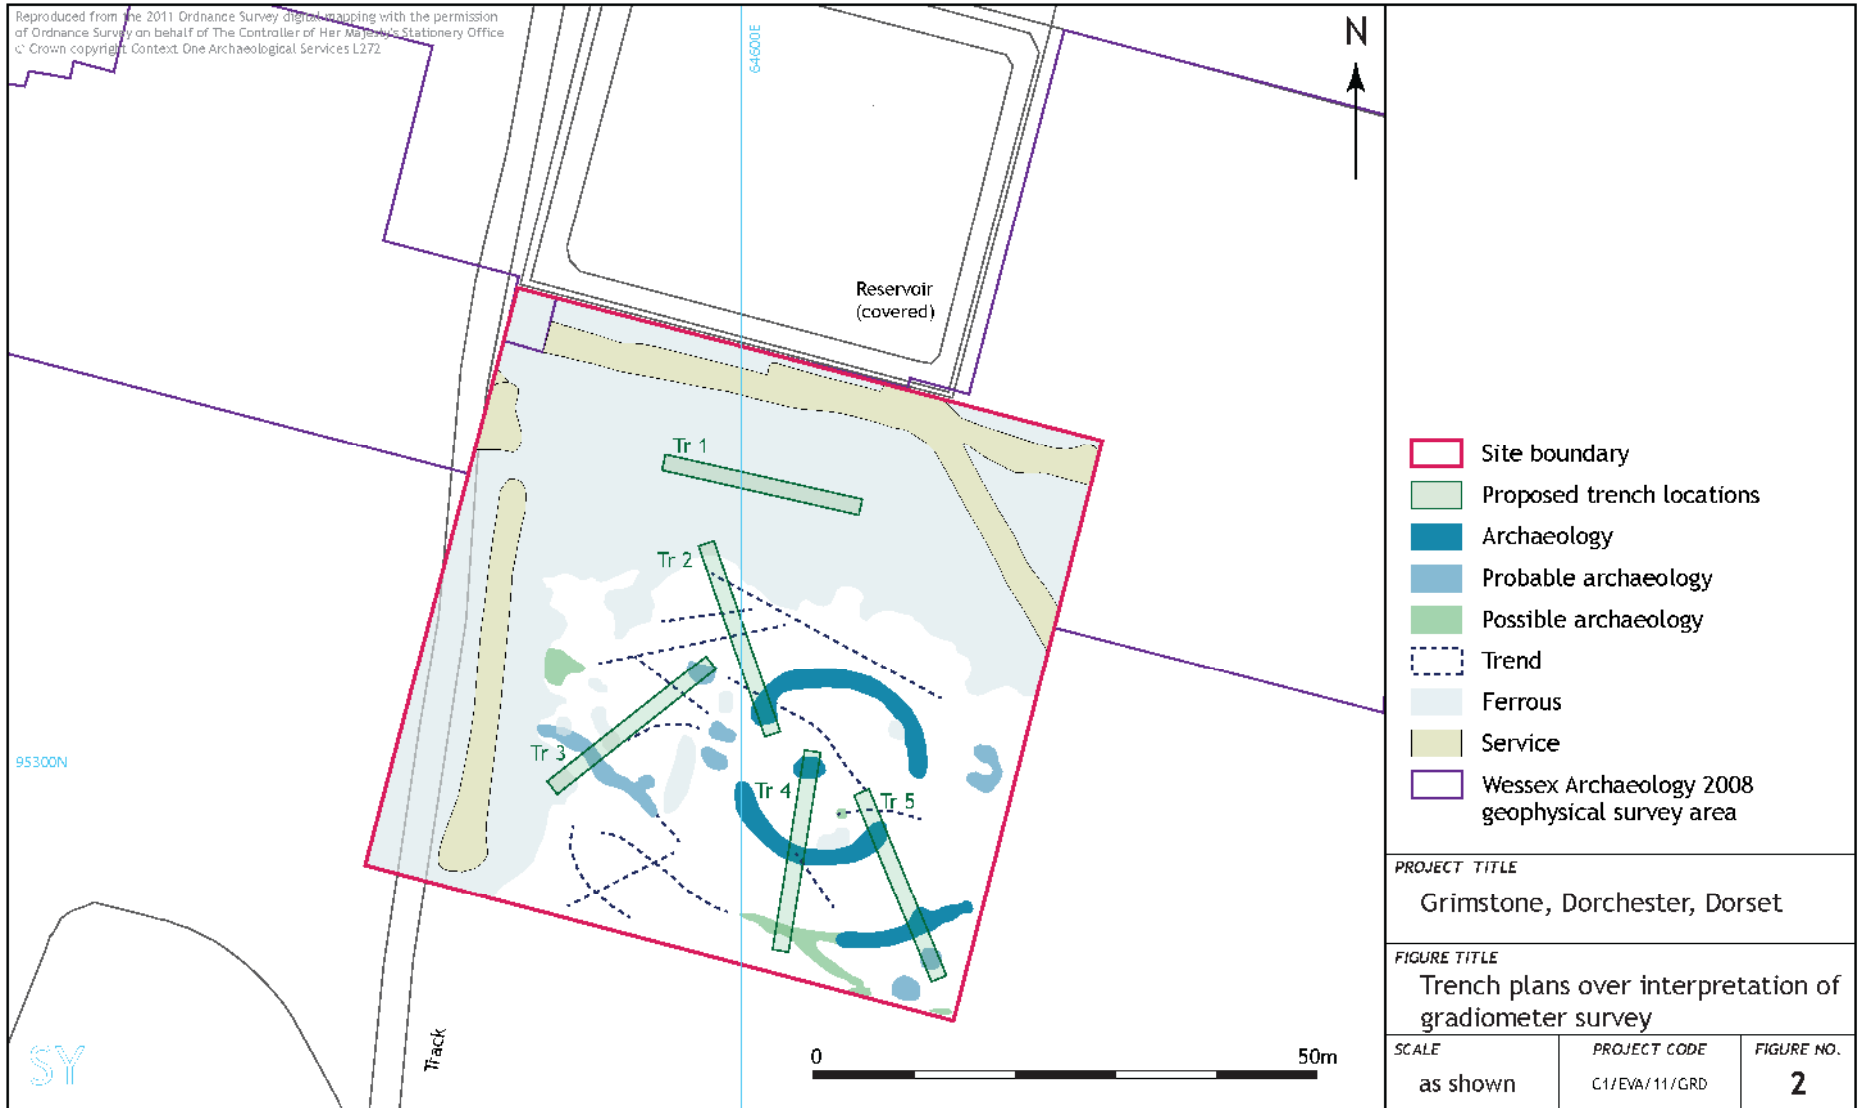 Reproduced from the 2011 Ordnance Survey digital mapping with the permission
of Ordnance Survey on behalf of The Controller of Her Majesty's Stationery Office
© Crown copyright Context One Archaeological Services L272
64600E
N
Reservoir
(covered)
Tr 1
Tr 2
Tr 3
Tr 4
Tr 5
95300N
SY
Track
0 50m
Site boundary
Proposed trench locations
Archaeology
Probable archaeology
Possible archaeology
Trend
Ferrous
Service
Wessex Archaeology 2008
geophysical survey area
PROJECT TITLE
Grimstone, Dorchester, Dorset
FIGURE TITLE
Trench plans over interpretation of
gradiometer survey
SCALE
as shown
PROJECT CODE
C1/EVA/11/GRD
FIGURE NO.
2